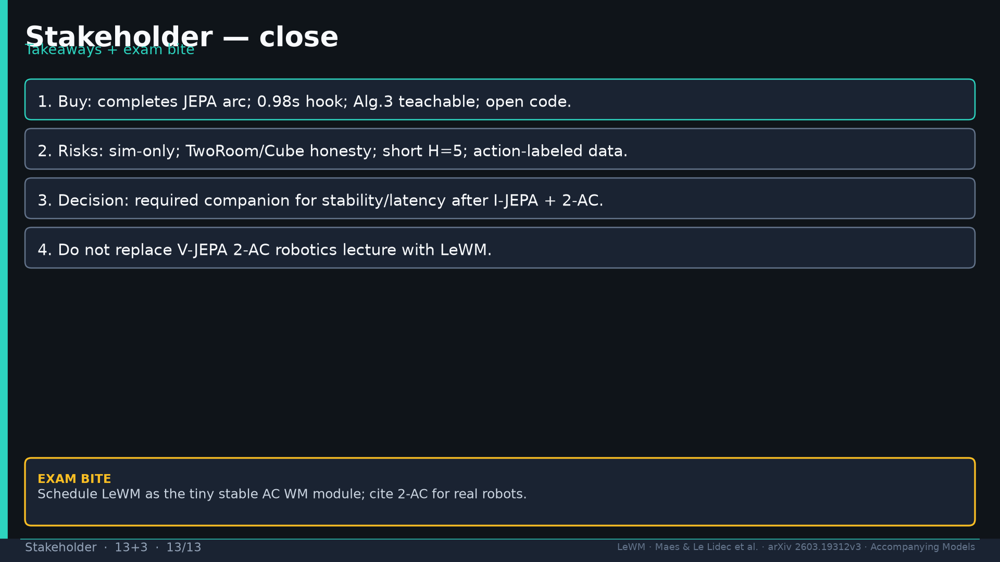 Stakeholder — close
Takeaways + exam bite
1. Buy: completes JEPA arc; 0.98s hook; Alg.3 teachable; open code.
2. Risks: sim-only; TwoRoom/Cube honesty; short H=5; action-labeled data.
3. Decision: required companion for stability/latency after I-JEPA + 2-AC.
4. Do not replace V-JEPA 2-AC robotics lecture with LeWM.
EXAM BITE
Schedule LeWM as the tiny stable AC WM module; cite 2-AC for real robots.
Stakeholder · 13+3 · 13/13
LeWM · Maes & Le Lidec et al. · arXiv 2603.19312v3 · Accompanying Models